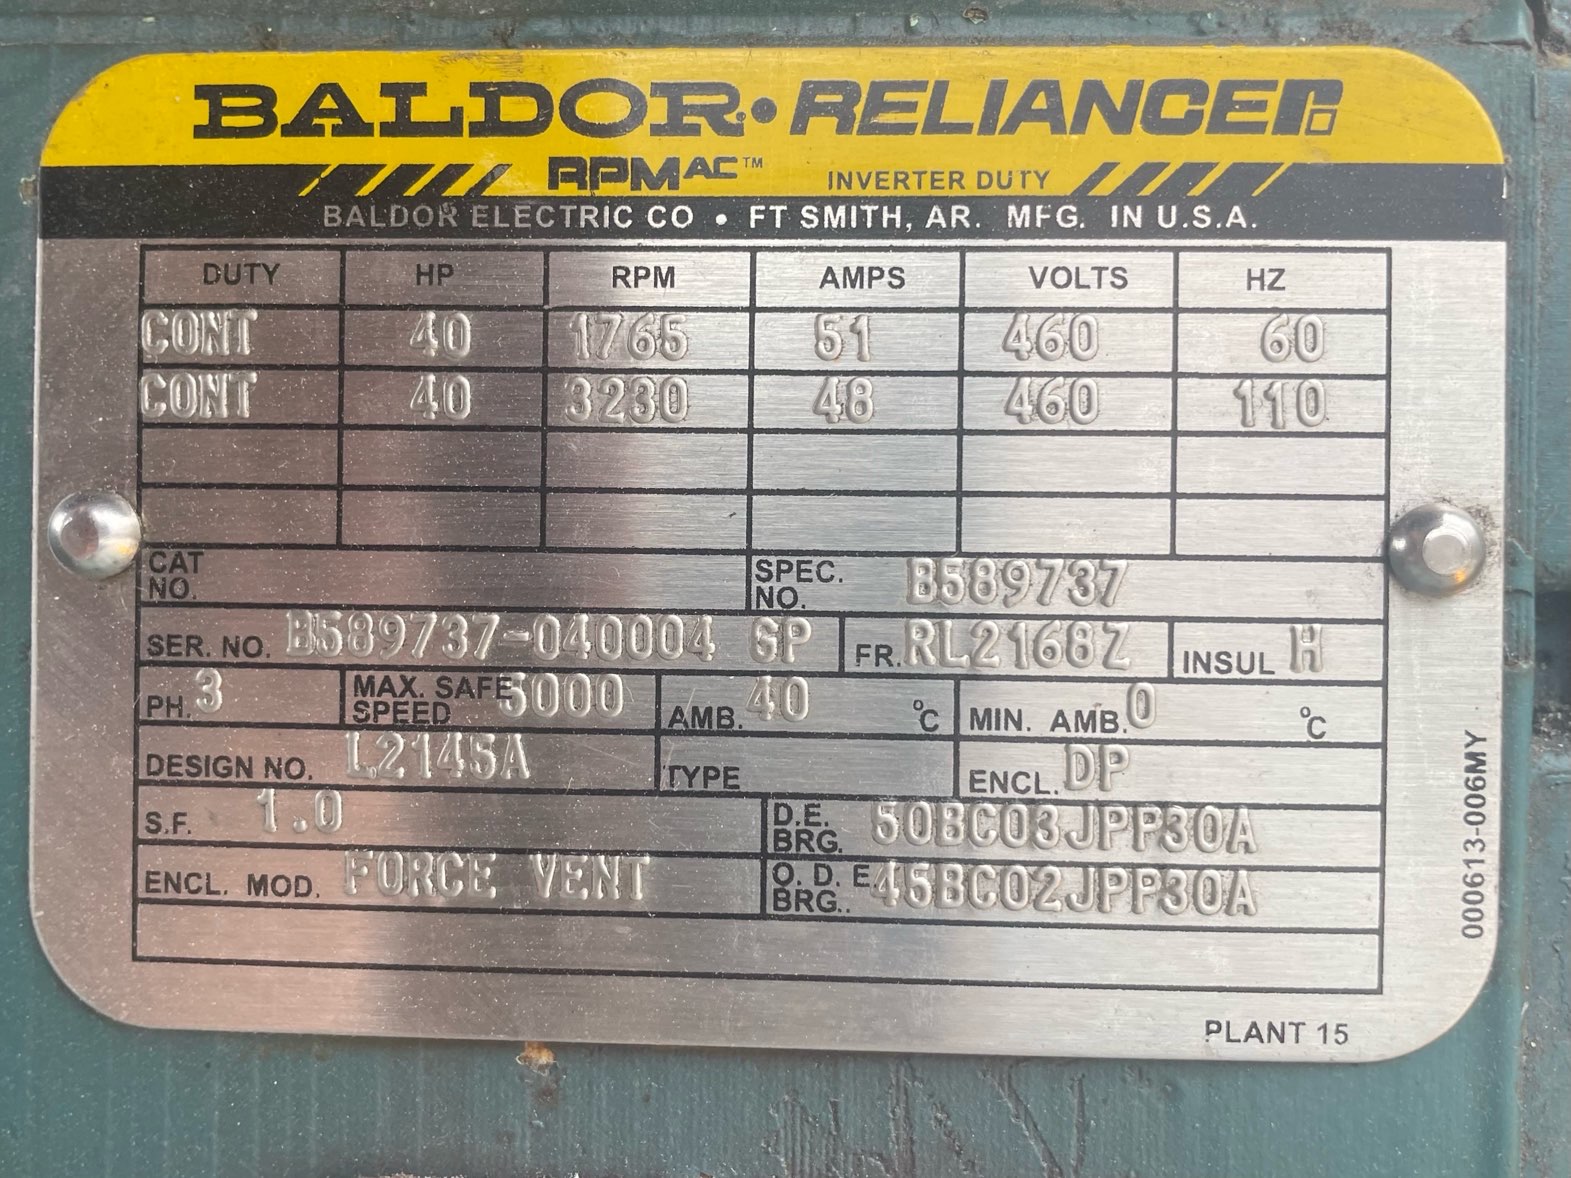 BALDOR•RELIANCER
RPM AC™ INVERTER DUTY
BALDOR ELECTRIC CO • FT SMITH, AR. MFG. IN U.S.A.
DUTY HP RPM AMPS VOLTS HZ
CONT 40 1765 51 460 60
CONT 40 3230 48 460 110
CAT NO. SPEC. NO. B589737
SER. NO. B589737-040004 GP FR. RL2168Z INSUL H
PH. 3 MAX. SAFE SPEED 5000 AMB. 40 °C MIN. AMB. 0 °C
DESIGN NO. L2145A TYPE ENCL. DP
S.F. 1.0 D.E. BRG. 50BC03JPP30A
ENCL. MOD. FORCE VENT O. D. E. BRG.. 45BC02JPP30A
000613-006MY
PLANT 15